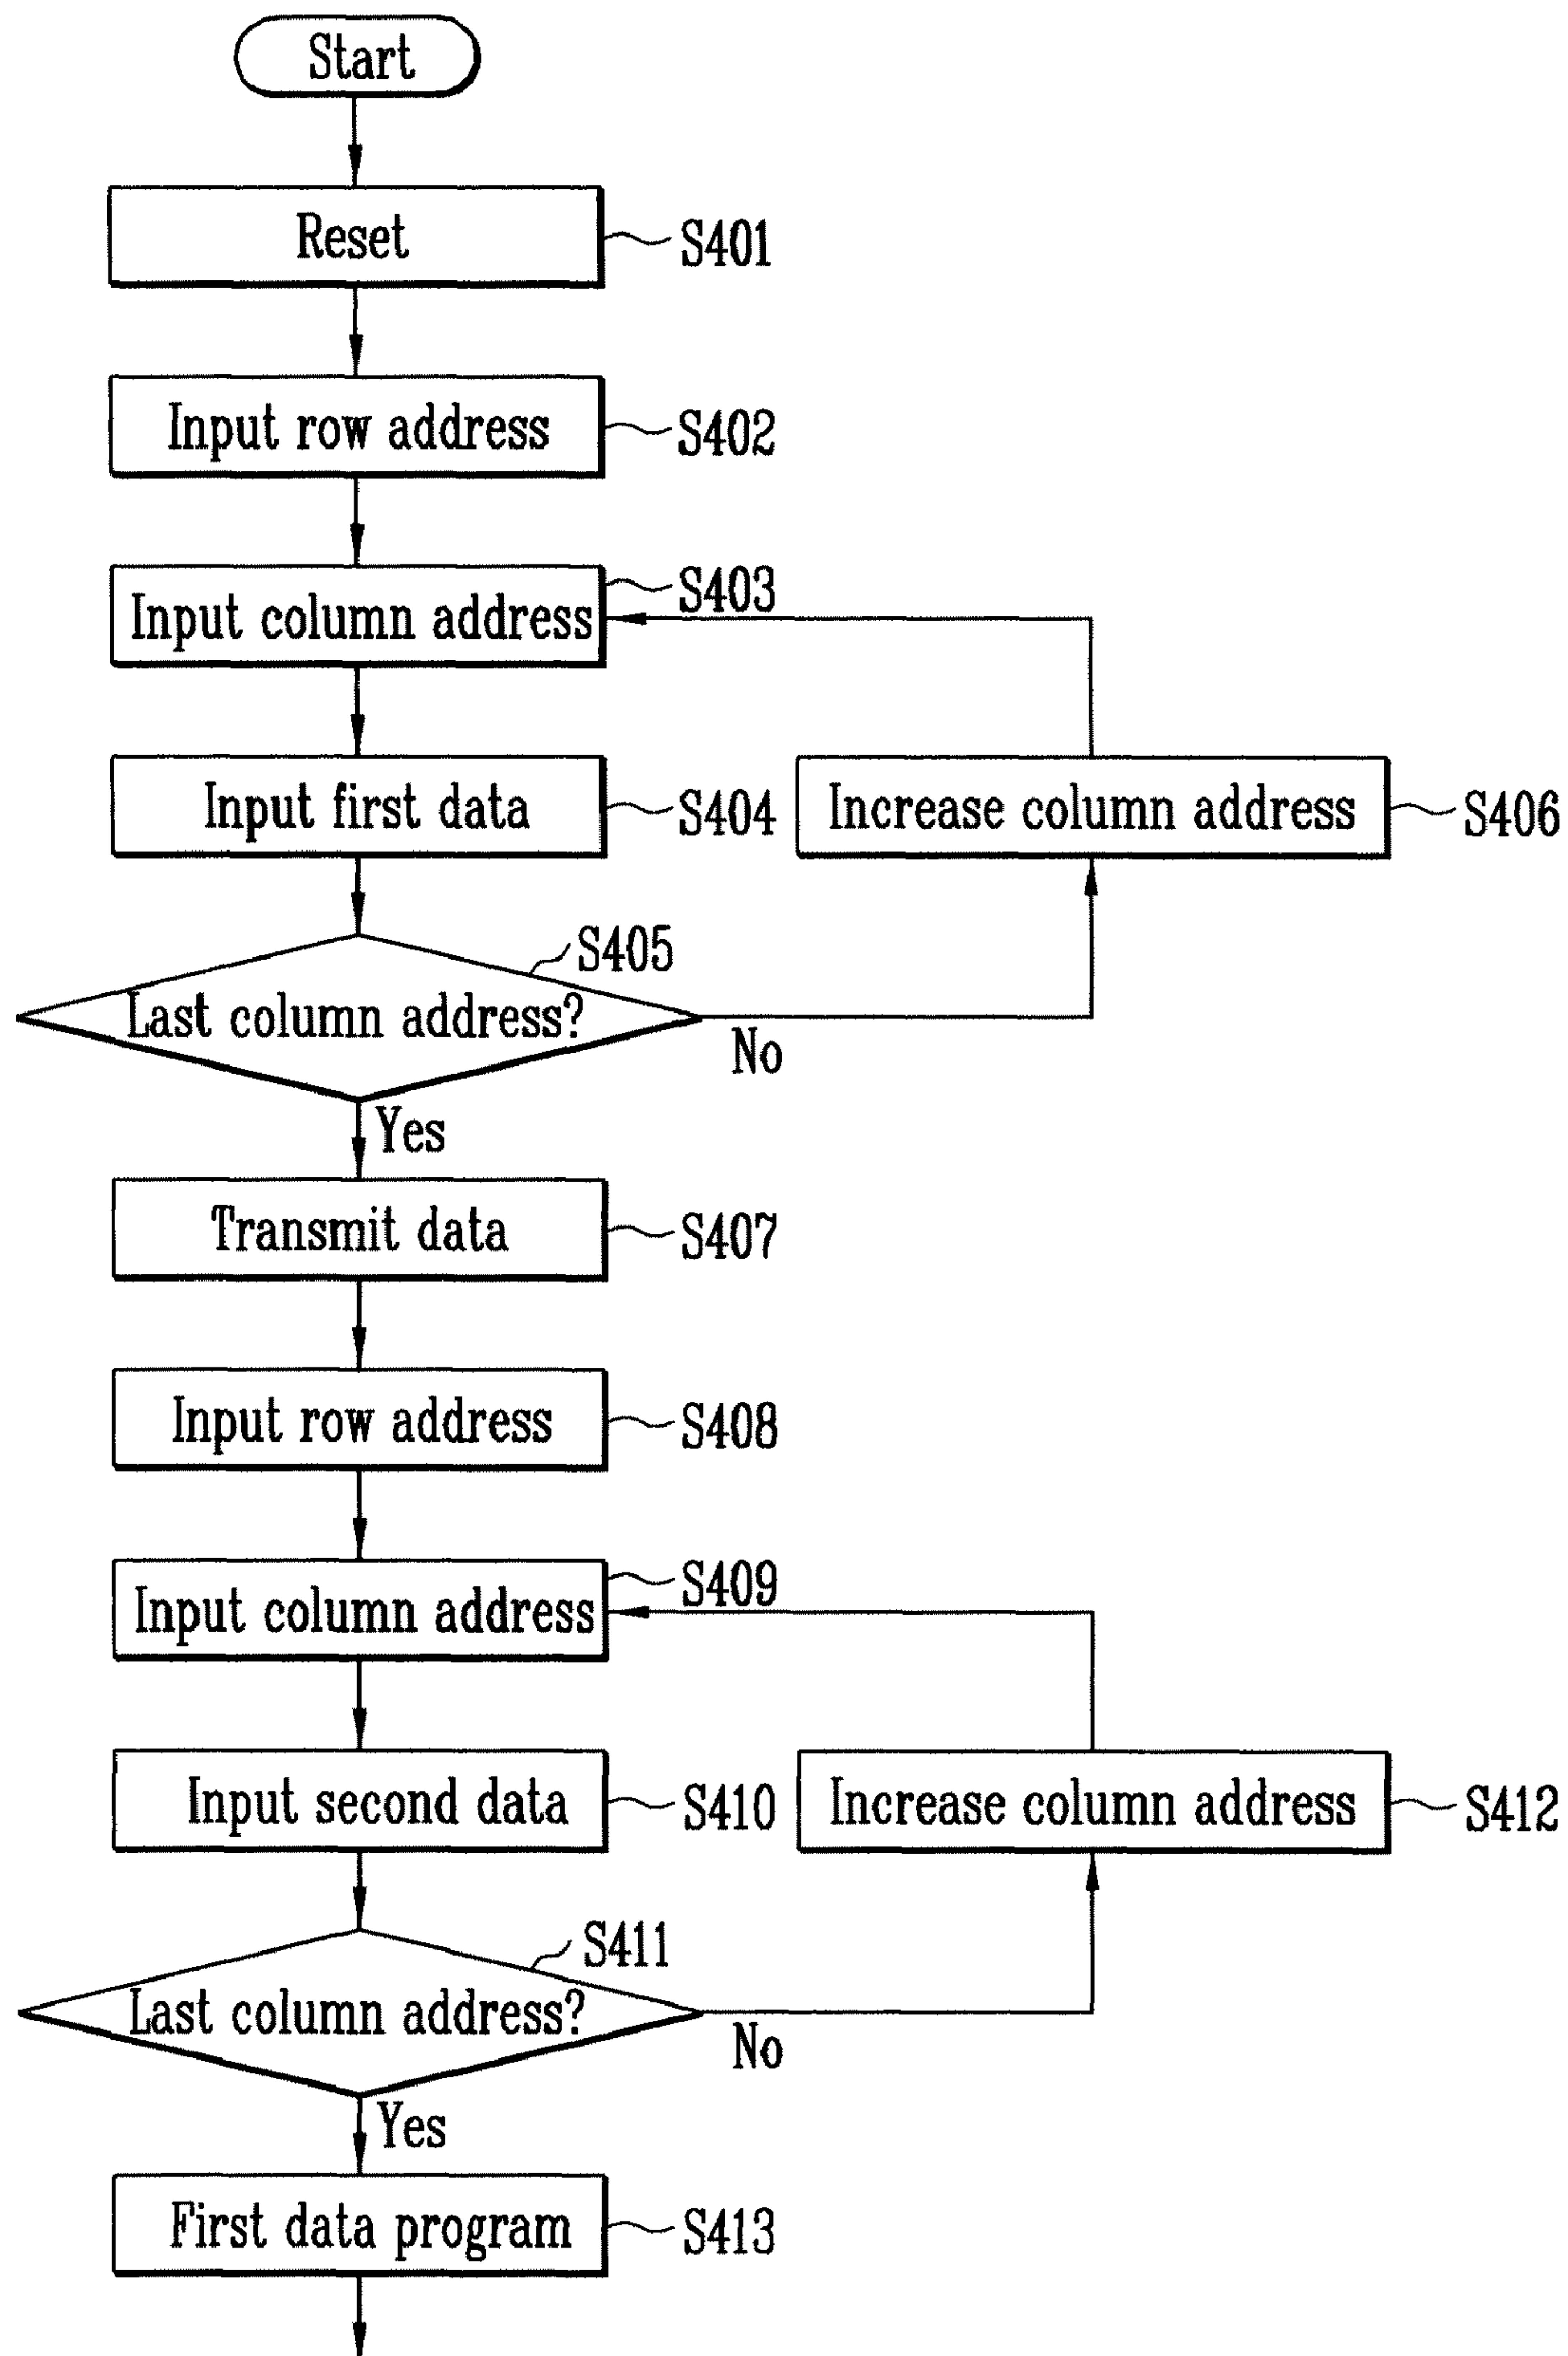 Start
Reset
S401
Input row address
S402
Input column address
S403
Input first data
S404
Increase column address
S406
Last column address?
S405
No
Yes
Transmit data
S407
Input row address
S408
Input column address
S409
Input second data
S410
Increase column address
S412
Last column address?
S411
No
Yes
First data program
S413